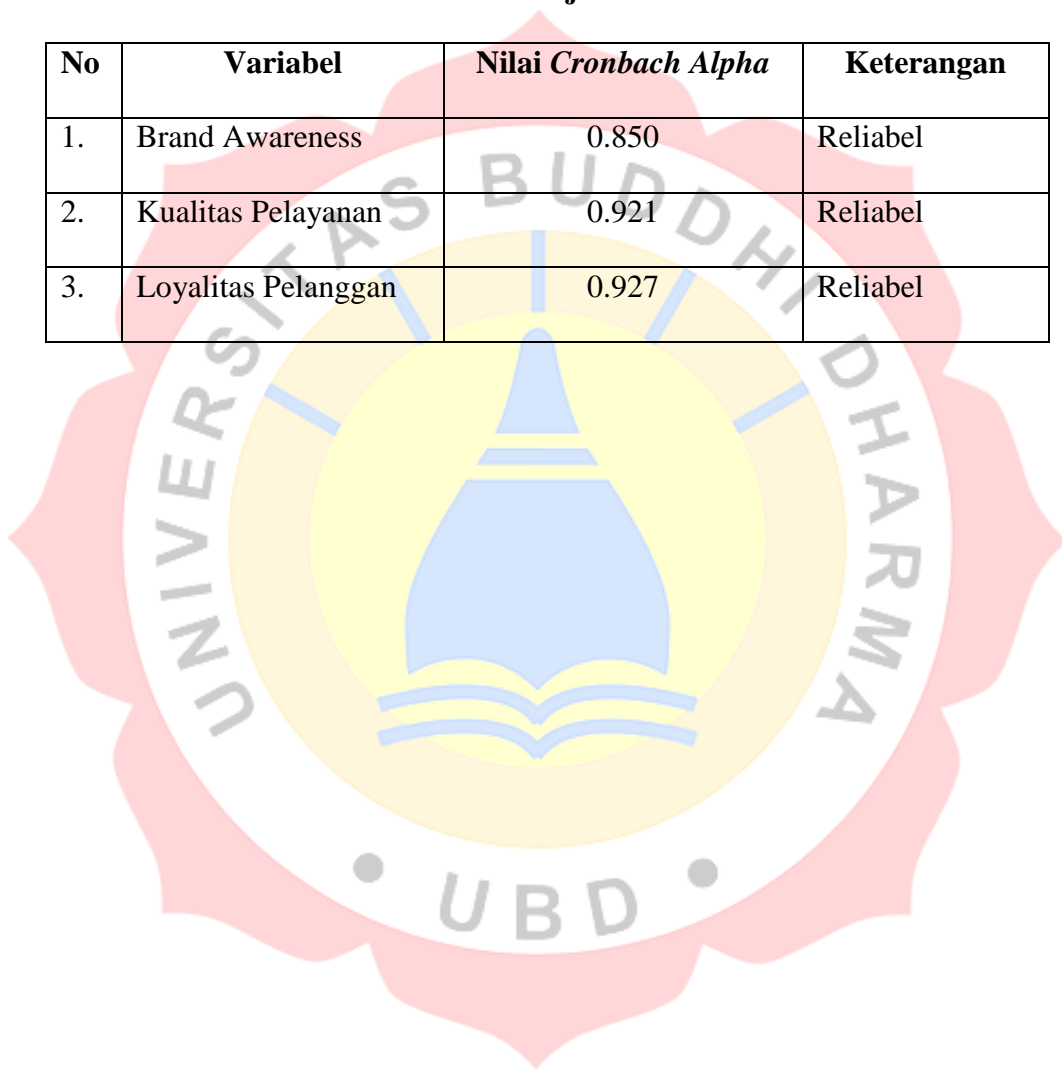 No Variabel Nilai Cronbach Alpha Keterangan
1. Brand Awareness 0.850 Reliabel
2. Kualitas Pelayanan 0.921 Reliabel
3. Loyalitas Pelanggan 0.927 Reliabel
UNIVERSITAS BUDDHI DHARMA
• UBD •